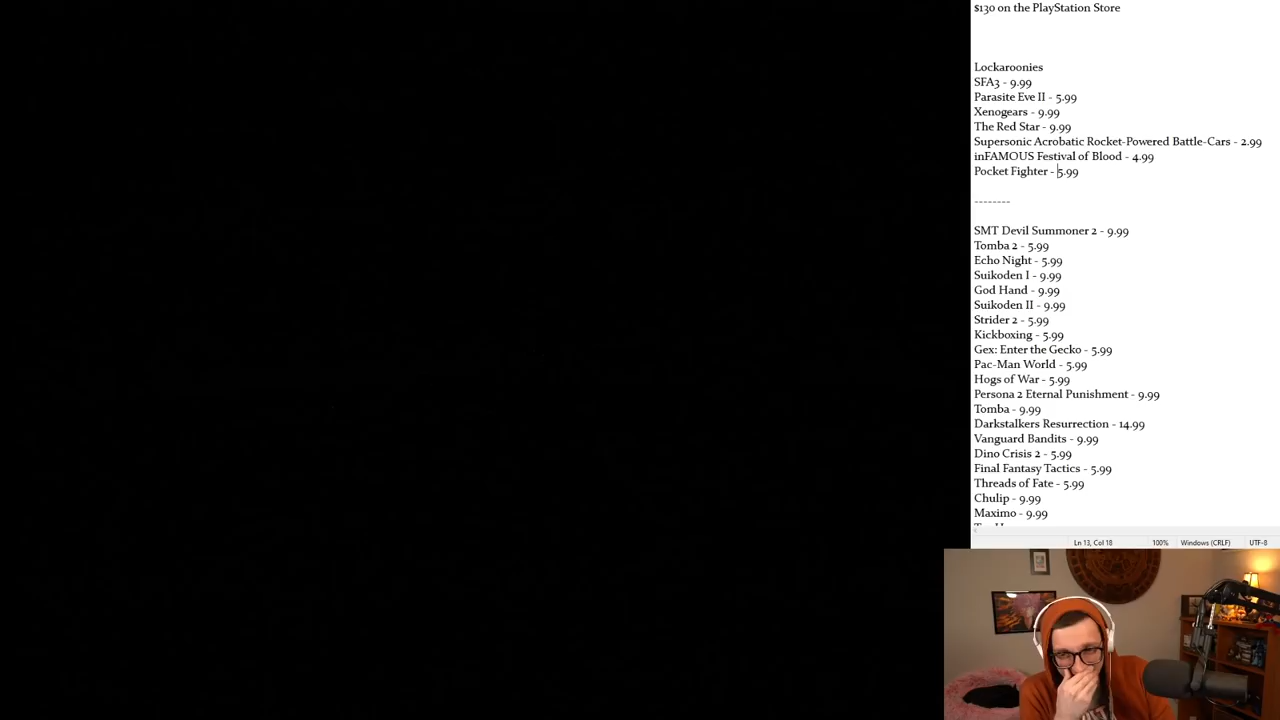 $130 on the PlayStation Store
Lockaroonies
SFA3 - 9.99
Parasite Eve II - 5.99
Xenogears - 9.99
The Red Star - 9.99
Supersonic Acrobatic Rocket-Powered Battle-Cars - 2.99
inFAMOUS Festival of Blood - 4.99
Pocket Fighter - 5.99
--------
SMT Devil Summoner 2 - 9.99
Tomba 2 - 5.99
Echo Night - 5.99
Suikoden I - 9.99
God Hand - 9.99
Suikoden II - 9.99
Strider 2 - 5.99
Kickboxing - 5.99
Gex: Enter the Gecko - 5.99
Pac-Man World - 5.99
Hogs of War - 5.99
Persona 2 Eternal Punishment - 9.99
Tomba - 9.99
Darkstalkers Resurrection - 14.99
Vanguard Bandits - 9.99
Dino Crisis 2 - 5.99
Final Fantasy Tactics - 5.99
Threads of Fate - 5.99
Chulip - 9.99
Maximo - 9.99
Ln 13, Col 18 100% Windows (CRLF) UTF-8